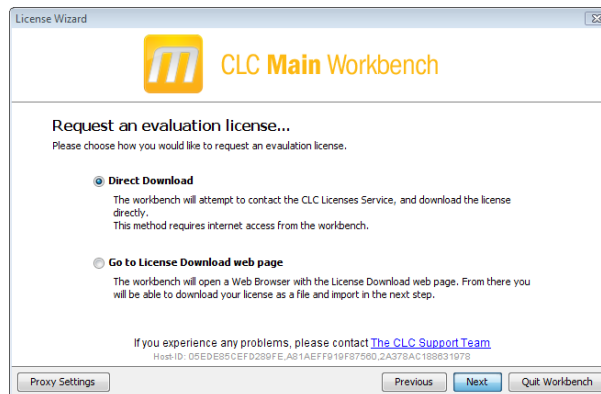 License Wizard
CLC Main Workbench
Request an evaluation license...
Please choose how you would like to request an evaulation license.
Direct Download
The workbench will attempt to contact the CLC Licenses Service, and download the license
directly.
This method requires internet access from the workbench.
Go to License Download web page
The workbench will open a Web Browser with the License Download web page. From there you
will be able to download your license as a file and import in the next step.
If you experience any problems, please contact The CLC Support Team
Host-ID: 05EDE85CEFD289FE,A81AEFF919F87560,2A378AC188631978
Proxy Settings Previous Next Quit Workbench